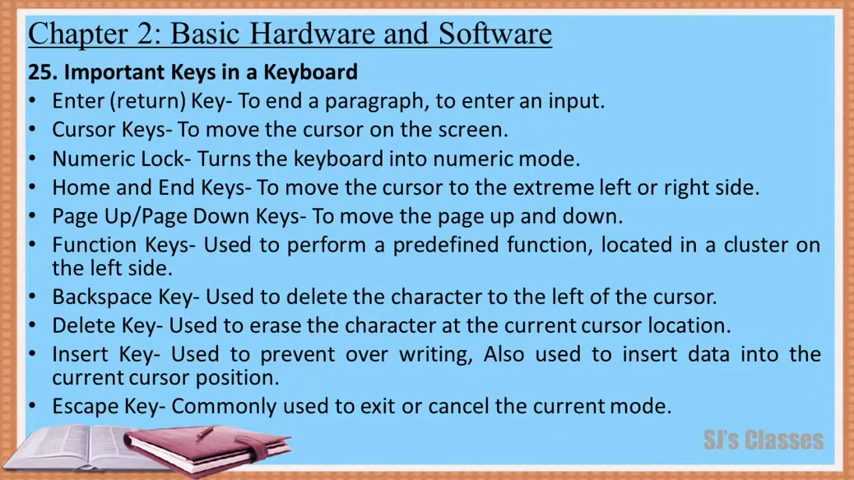 Chapter 2: Basic Hardware and Software
25. Important Keys in a Keyboard
• Enter (return) Key- To end a paragraph, to enter an input.
• Cursor Keys- To move the cursor on the screen.
• Numeric Lock- Turns the keyboard into numeric mode.
• Home and End Keys- To move the cursor to the extreme left or right side.
• Page Up/Page Down Keys- To move the page up and down.
• Function Keys- Used to perform a predefined function, located in a cluster on
the left side.
• Backspace Key- Used to delete the character to the left of the cursor.
• Delete Key- Used to erase the character at the current cursor location.
• Insert Key- Used to prevent over writing, Also used to insert data into the
current cursor position.
• Escape Key- Commonly used to exit or cancel the current mode.
SJ's Classes